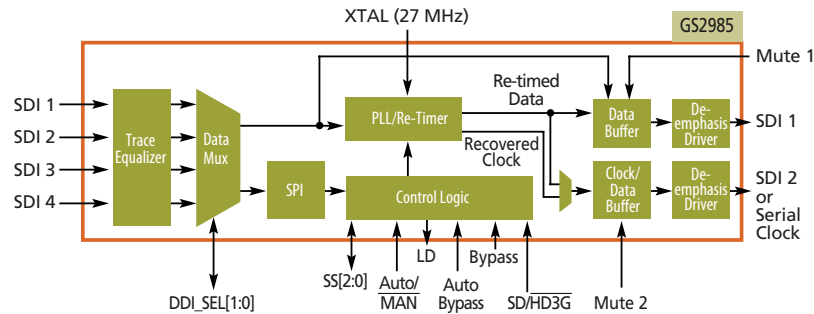 XTAL (27 MHz)
GS2985
Mute 1
SDI 1
SDI 2
SDI 3
SDI 4
Trace
Equalizer
Data
Mux
SPI
PLL/Re-Timer
Control Logic
Re-timed
Data
Recovered
Clock
Data
Buffer
De-
emphasis
Driver
SDI 1
Clock/
Data
Buffer
De-
emphasis
Driver
SDI 2
or
Serial
Clock
DDI_SEL[1:0]
SS[2:0]
Auto/
MAN
LD
Auto
Bypass
Bypass
SD/HD3G
Mute 2